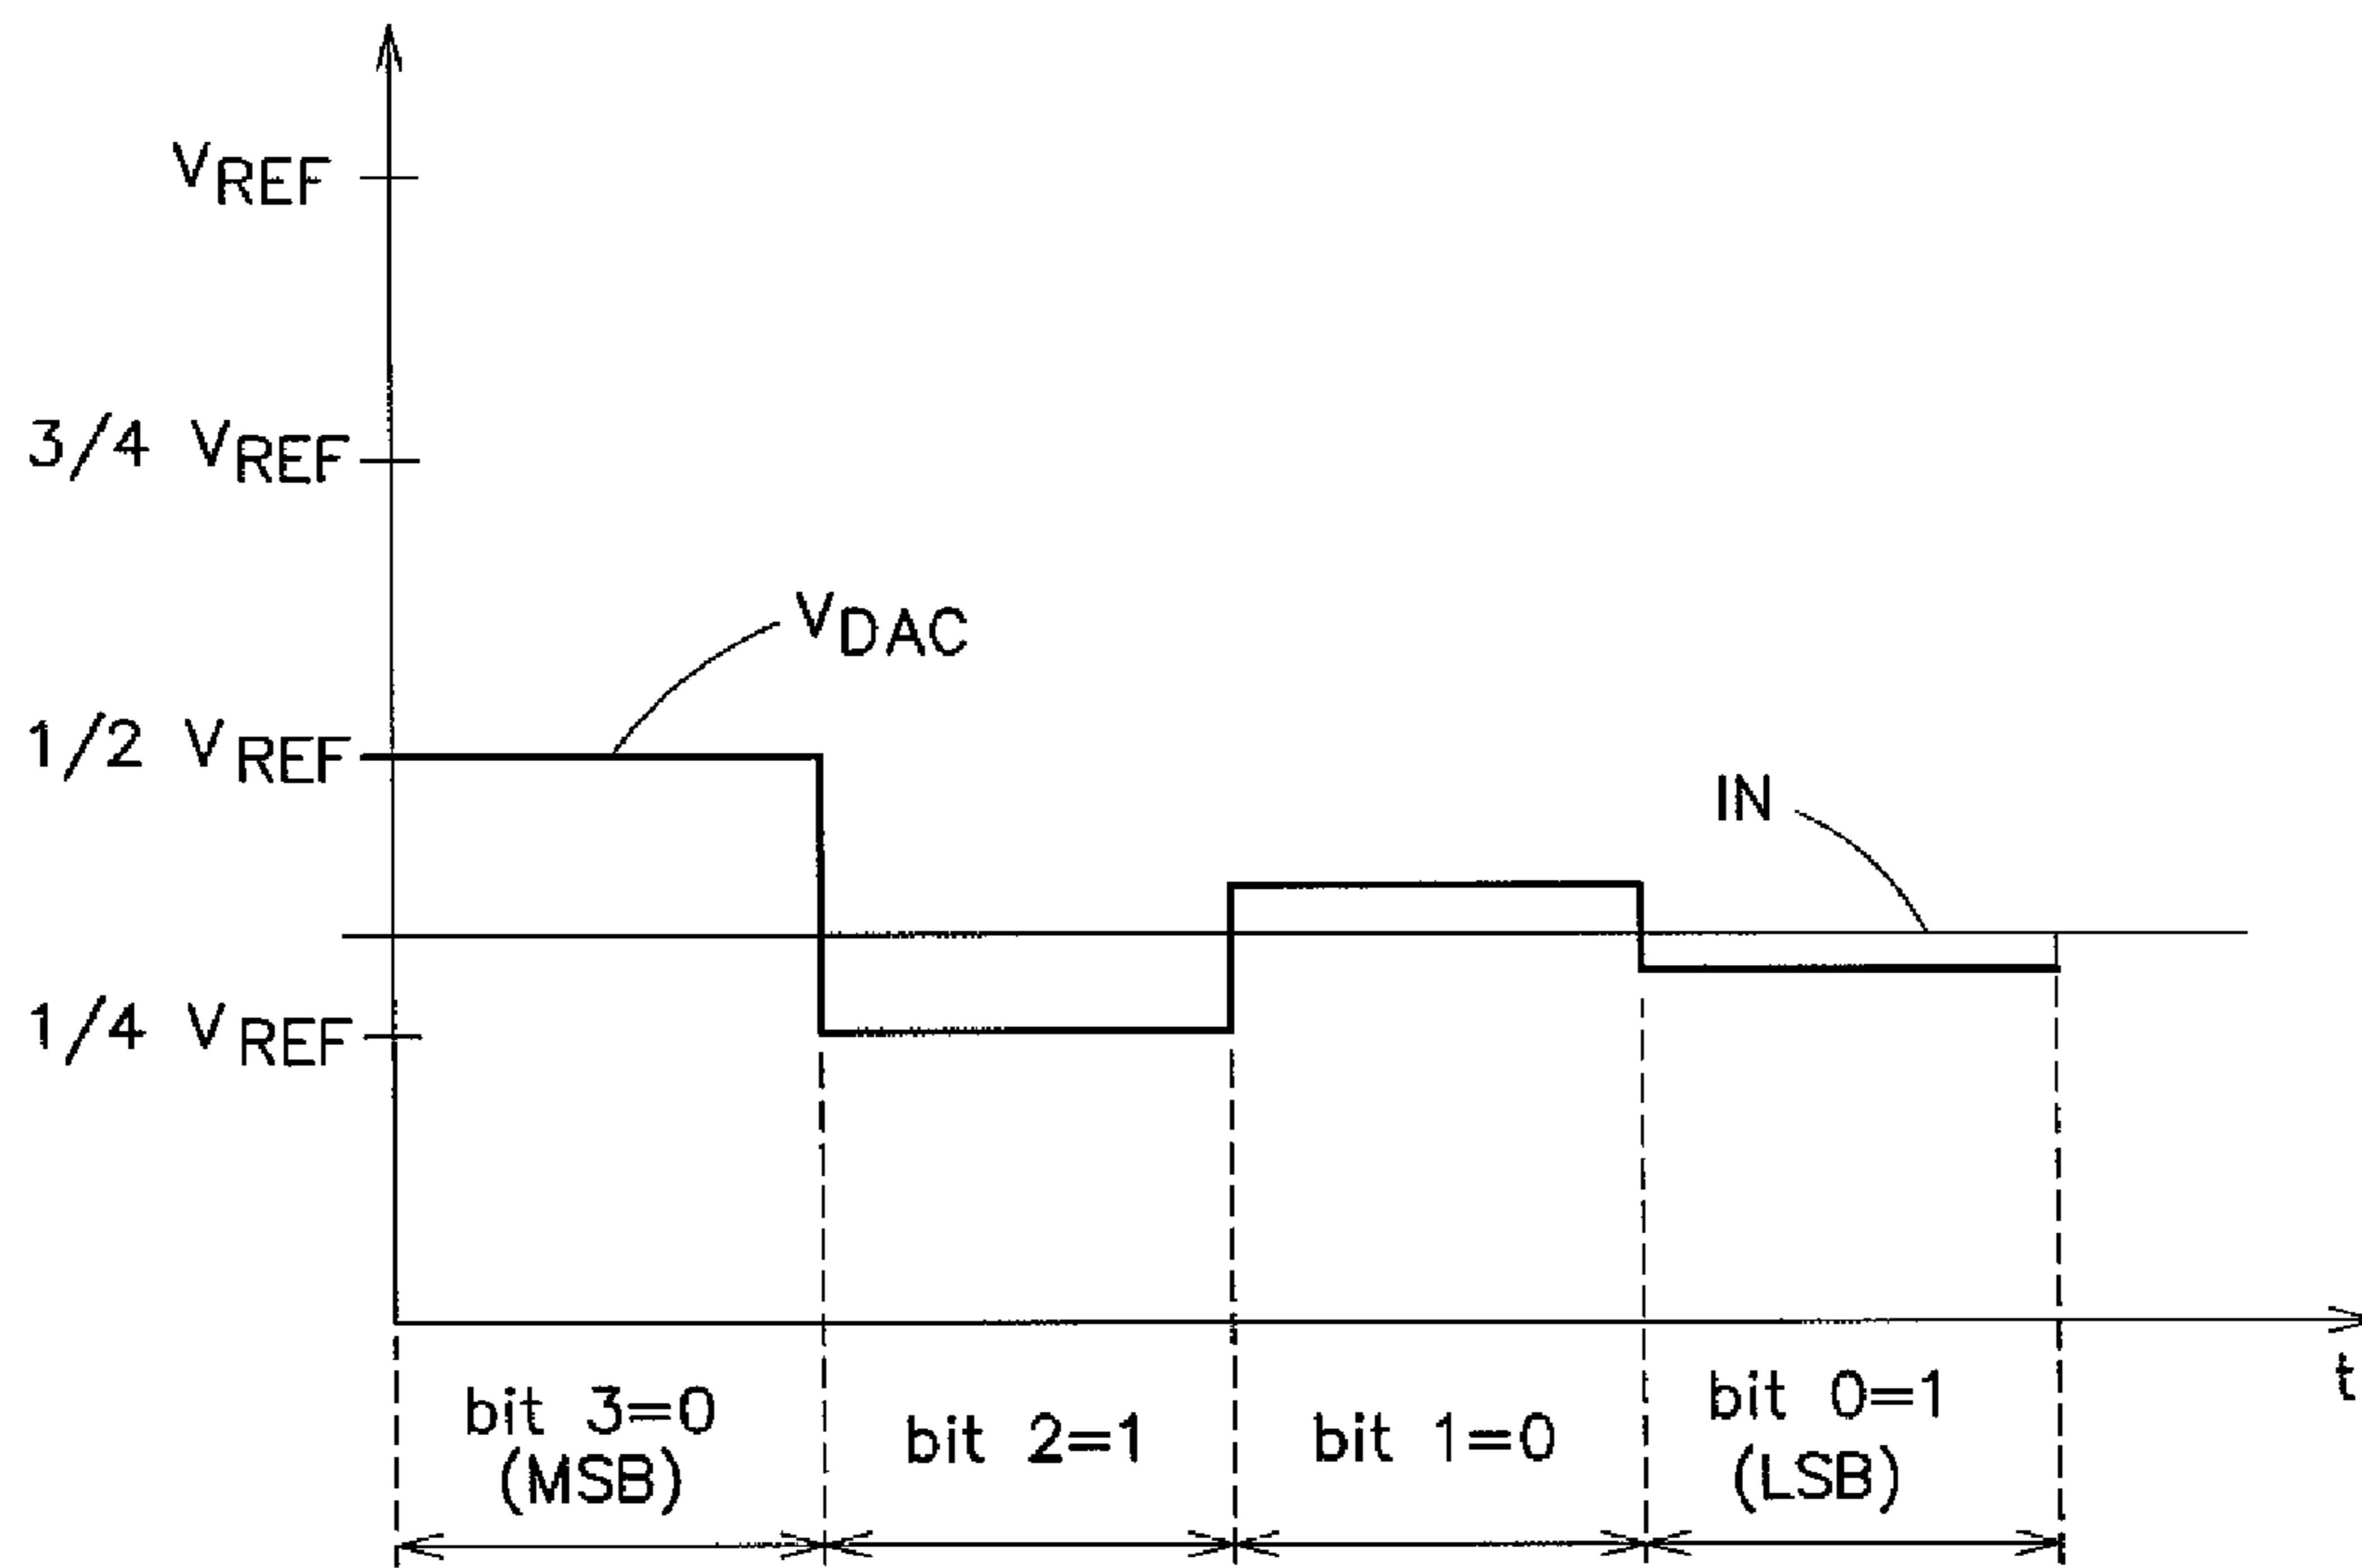 VREF
3/4 VREF
VDAC
1/2 VREF
IN
1/4 VREF
t
bit 3=0
(MSB)
bit 2=1
bit 1=0
bit 0=1
(LSB)